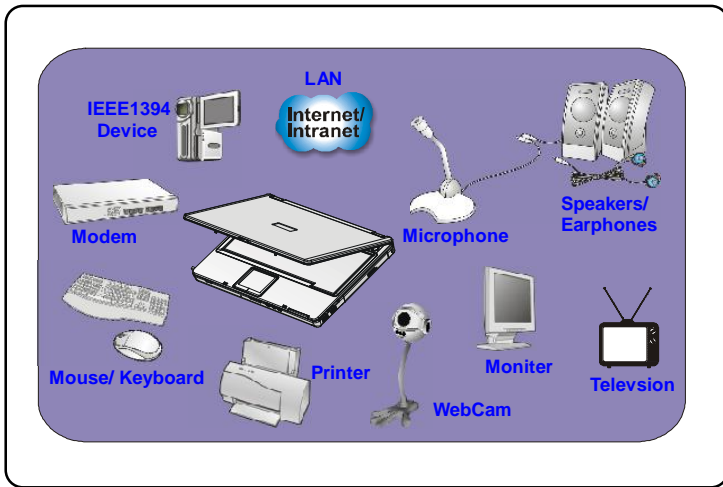 LAN
IEEE1394
Device
Internet/
Intranet
Speakers/
Earphones
Modem
Microphone
Mouse/ Keyboard
Printer
WebCam
Moniter
Televsion